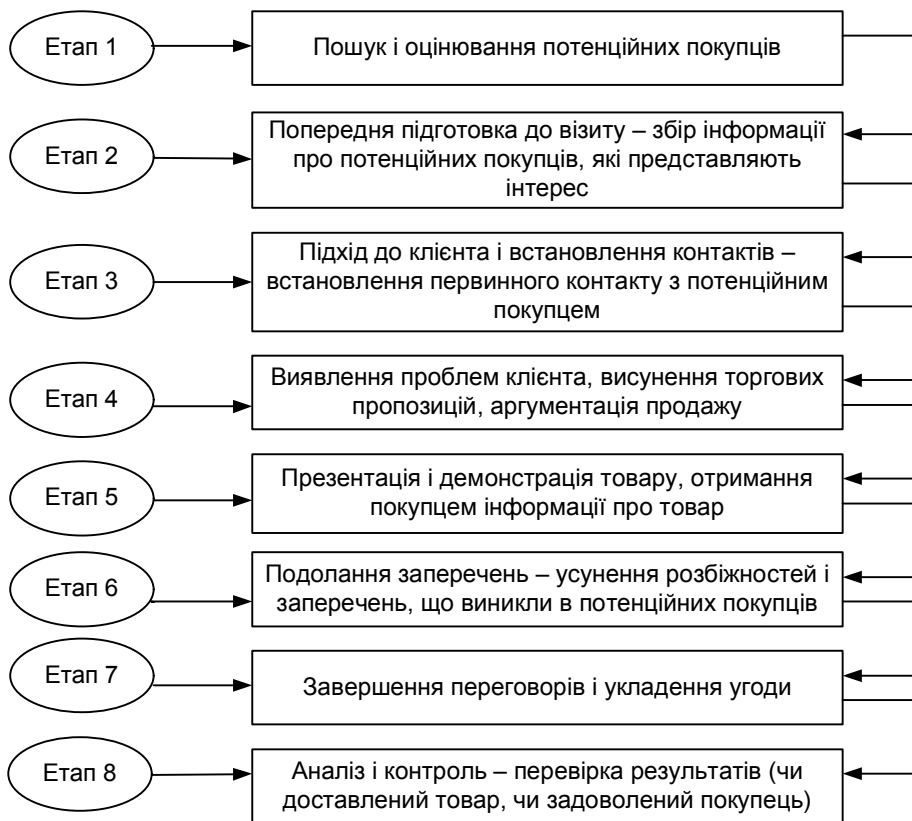 Етап 1
Пошук і оцінювання потенційних покупців
Етап 2
Попередня підготовка до візиту – збір інформації
про потенційних покупців, які представляють
інтерес
Етап 3
Підхід до клієнта і встановлення контактів –
встановлення первинного контакту з потенційним
покупцем
Етап 4
Виявлення проблем клієнта, висунення торгових
пропозицій, аргументація продажу
Етап 5
Презентація і демонстрація товару, отримання
покупцем інформації про товар
Етап 6
Подолання заперечень – усунення розбіжностей і
заперечень, що виникли в потенційних покупців
Етап 7
Завершення переговорів і укладення угоди
Етап 8
Аналіз і контроль – перевірка результатів (чи
доставлений товар, чи задоволений покупець)